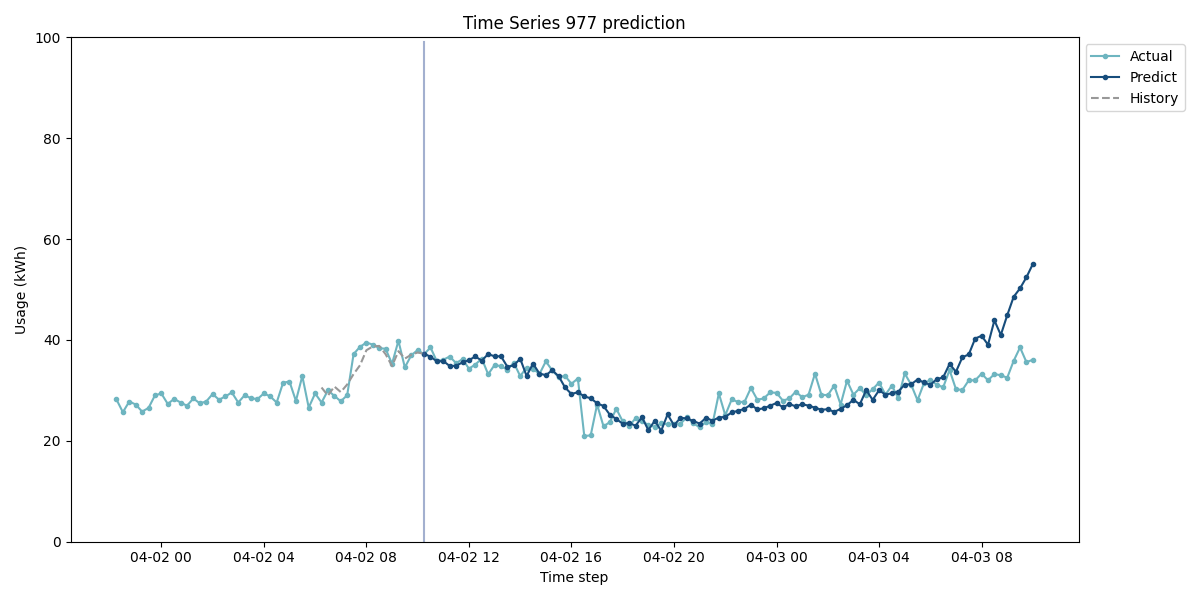 Time Series 977 prediction
Usage (kWh)
100
80
60
40
20
0
04-02 00
04-02 04
04-02 08
04-02 12
04-02 16
04-02 20
04-03 00
04-03 04
04-03 08
Time step
Actual
Predict
History